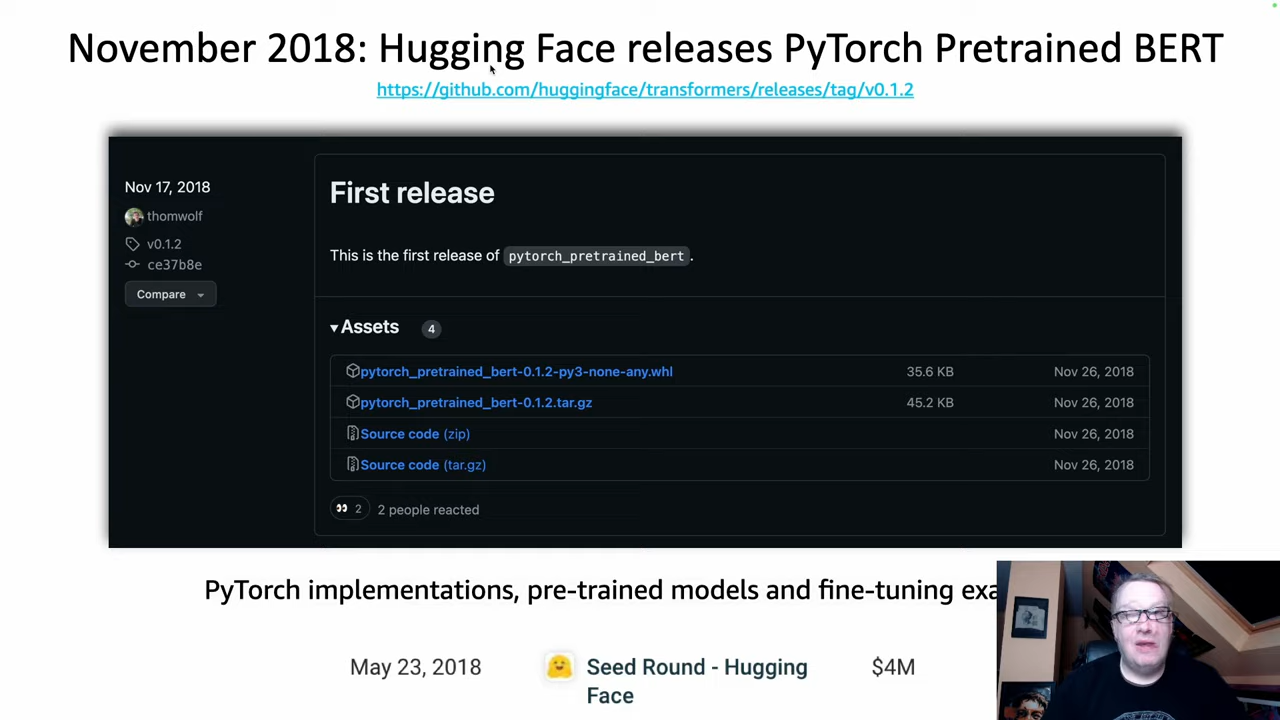 November 2018: Hugging Face releases PyTorch Pretrained BERT
https://github.com/huggingface/transformers/releases/tag/v0.1.2
Nov 17, 2018
thomwolf
v0.1.2
ce37b8e
Compare
First release
This is the first release of pytorch_pretrained_bert.
Assets 4
pytorch_pretrained_bert-0.1.2-py3-none-any.whl 35.6 KB Nov 26, 2018
pytorch_pretrained_bert-0.1.2.tar.gz 45.2 KB Nov 26, 2018
Source code (zip) Nov 26, 2018
Source code (tar.gz) Nov 26, 2018
2 2 people reacted
PyTorch implementations, pre-trained models and fine-tuning exa
May 23, 2018 Seed Round - Hugging $4M
Face